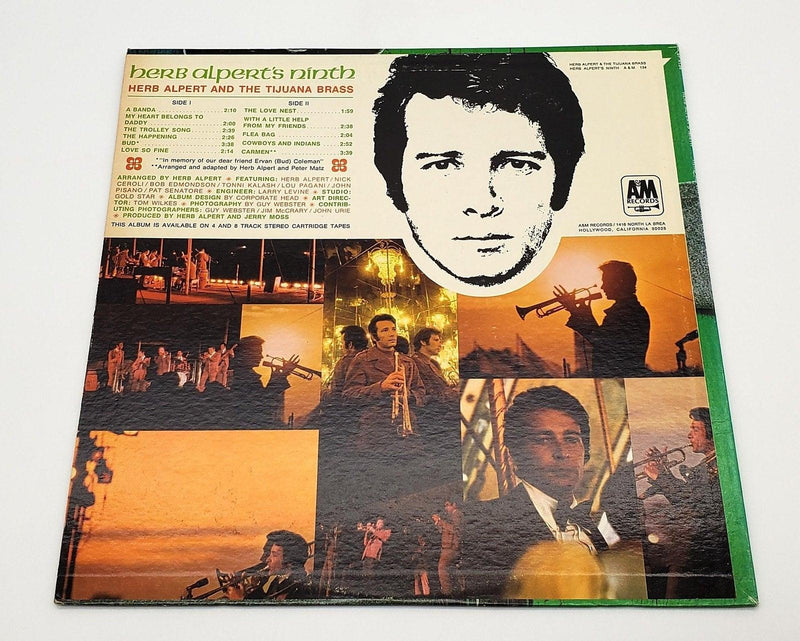 herb alpert's ninth
HERB ALPERT AND THE TIJUANA BRASS
SIDE I
A BANDA 2:10
MY HEART BELONGS TO
DADDY 2:00
THE TROLLEY SONG 2:39
THE HAPPENING 2:26
BUD* 3:38
LOVE SO FINE 2:14
SIDE II
THE LOVE NEST 1:59
WITH A LITTLE HELP
FROM MY FRIENDS 2:38
FLEA BAG 2:04
COWBOYS AND INDIANS 2:52
CARMEN** 3:39
*"In memory of our dear friend Ervan (Bud) Coleman"
**Arranged and adapted by Herb Alpert and Peter Matz
ARRANGED BY HERB ALPERT * FEATURING: HERB ALPERT/NICK
CEROLI/BOB EDMONDSON/TONNI KALASH/LOU PAGANI/JOHN
PISANO/PAT SENATORE * ENGINEER: LARRY LEVINE * STUDIO:
GOLD STAR * ALBUM DESIGN BY CORPORATE HEAD * ART DIREC-
TOR: TOM WILKES * PHOTOGRAPHY BY GUY WEBSTER * CONTRIB-
UTING PHOTOGRAPHERS: GUY WEBSTER/JIM McCRARY/JOHN URIE
* PRODUCED BY HERB ALPERT AND JERRY MOSS
THIS ALBUM IS AVAILABLE ON 4 AND 8 TRACK STEREO CARTRIDGE TAPES
HERB ALPERT & THE TIJUANA BRASS
HERB ALPERT'S NINTH A&M 134
A&M
RECORDS
A&M RECORDS / 1416 NORTH LA BREA
HOLLYWOOD, CALIFORNIA 90028